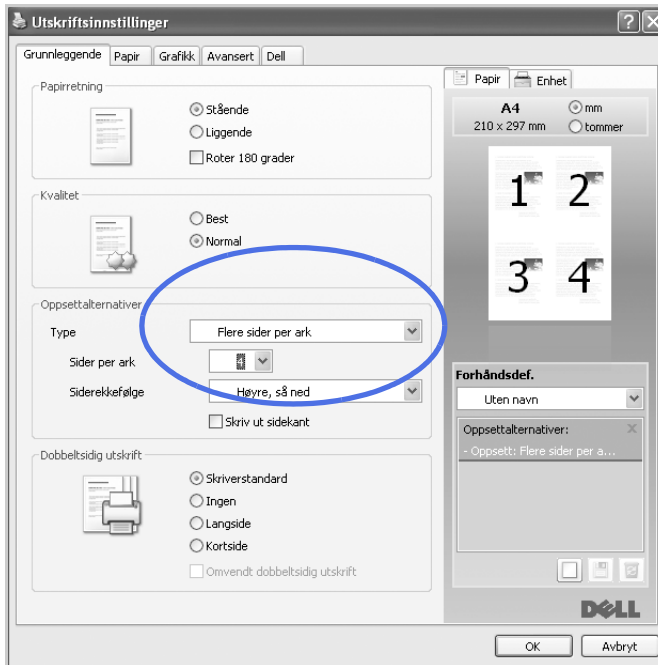 Utskriftsinnstillinger
Grunnleggende Papir Grafikk Avansert Dell
Papirretning
Stående
Liggende
Roter 180 grader
Kvalitet
Best
Normal
Oppsettalternativer
Type Flere sider per ark
Sider per ark 4
Siderekkefølge Høyre, så ned
Skriv ut sidekant
Dobbeltsidig utskrift
Skriverstandard
Ingen
Langside
Kortside
Omvendt dobbeltsidig utskrift
Papir Enhet
A4 mm
210 x 297 mm tommer
1 2
3 4
Forhåndsdef.
Uten navn
Oppsettalternativer:
- Oppsett: Flere sider per a...
DELL
OK Avbryt